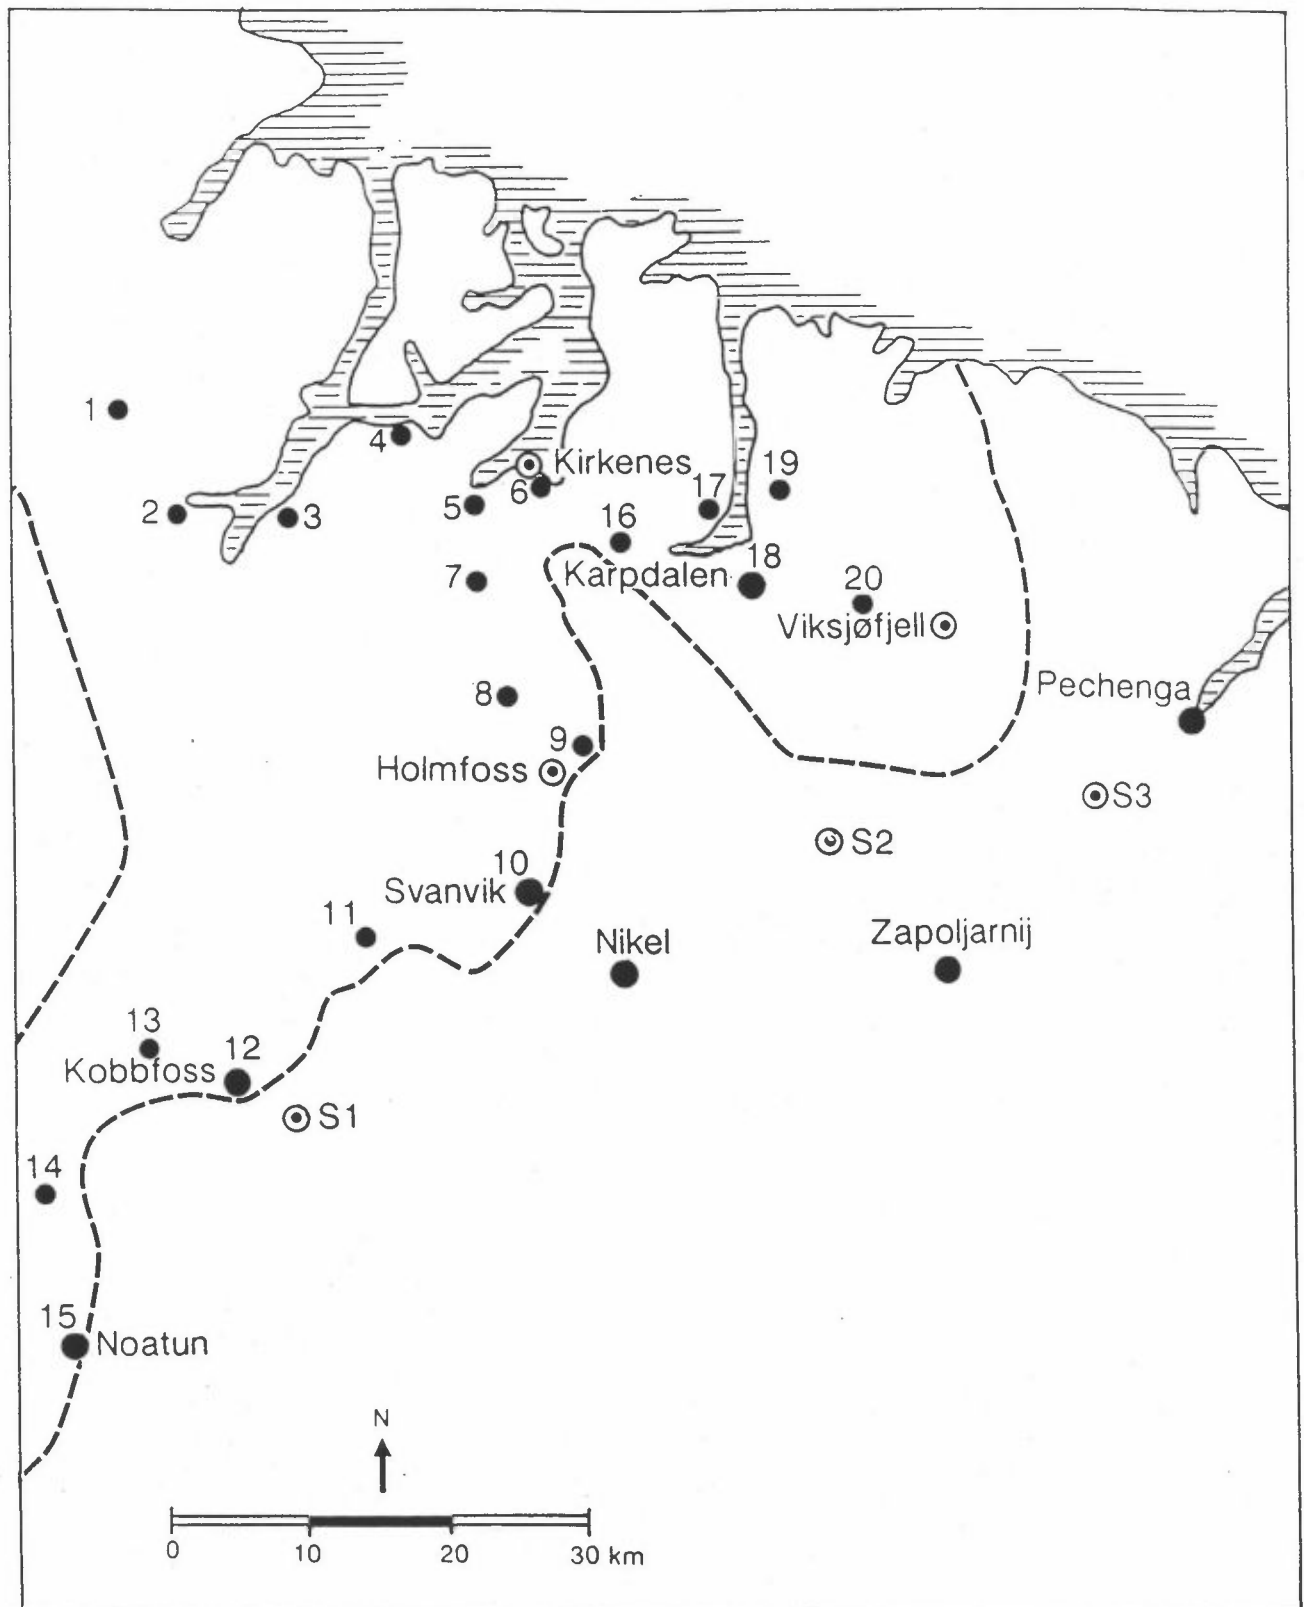 1
4
Kirkenes
2
3
5
6
17
19
16
7
Karpdalen
18
20
Viksjøfjell
8
Pechenga
9
Holmfoss
S3
S2
10
Svanvik
11
Nikel
Zapoljarnij
13
12
Kobbfoss
S1
14
15
Noatun
N
0 10 20 30 km